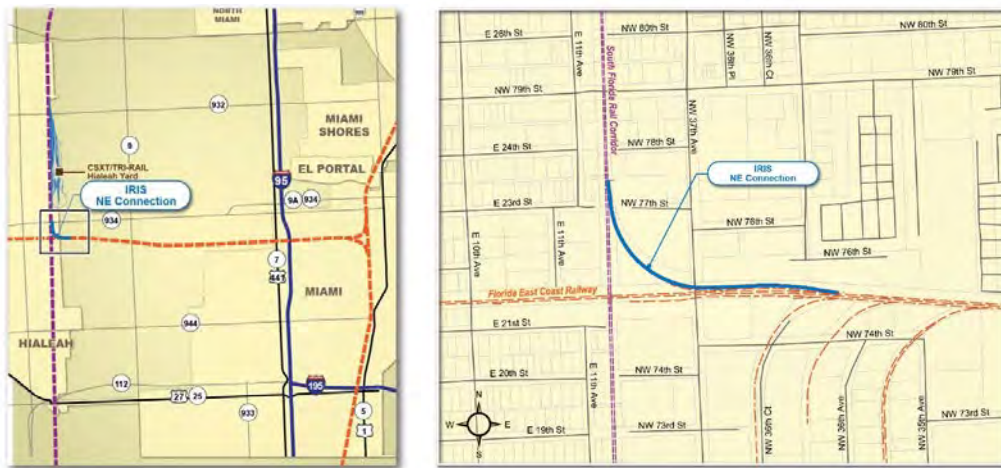 NORTH
MIAMI
932
MIAMI
SHORES
9
CSXT/TRI-RAIL
Hialeah Yard
EL PORTAL
95
IRIS
NE Connection
9A
934
934
7
441
MIAMI
944
HIALEAH
112
27
25
195
933
5
1
E 26th St
E 11th Ave
South Florida Rail Corridor
NW 80th St
NW 38th Pl
NW 36th Ct
NW 80th St
NW 79th St
NW 79th St
E 24th St
NW 78th St
NW 37th Ave
IRIS
NE Connection
E 23rd St
NW 77th St
NW 76th St
E 10th Ave
E 11th Ave
NW 76th St
Florida East Coast Railway
E 21st St
NW 74th St
E 20th St
E 11th Ave
NW 74th St
NW 36th Ct
NW 36th Ave
NW 35th Ave
N
W
E
S
E 19th St
NW 73rd St
NW 73rd St